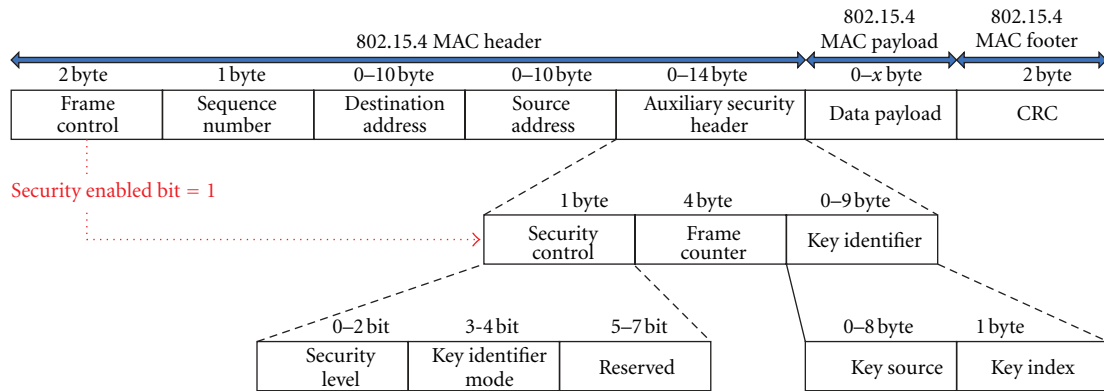 802.15.4 MAC header
802.15.4
MAC payload
802.15.4
MAC footer
2 byte
1 byte
0–10 byte
0–10 byte
0–14 byte
0–x byte
2 byte
Frame
control
Sequence
number
Destination
address
Source
address
Auxiliary security
header
Data payload
CRC
Security enabled bit = 1
1 byte
4 byte
0–9 byte
Security
control
Frame
counter
Key identifier
0–2 bit
3-4 bit
5–7 bit
0–8 byte
1 byte
Security
level
Key identifier
mode
Reserved
Key source
Key index